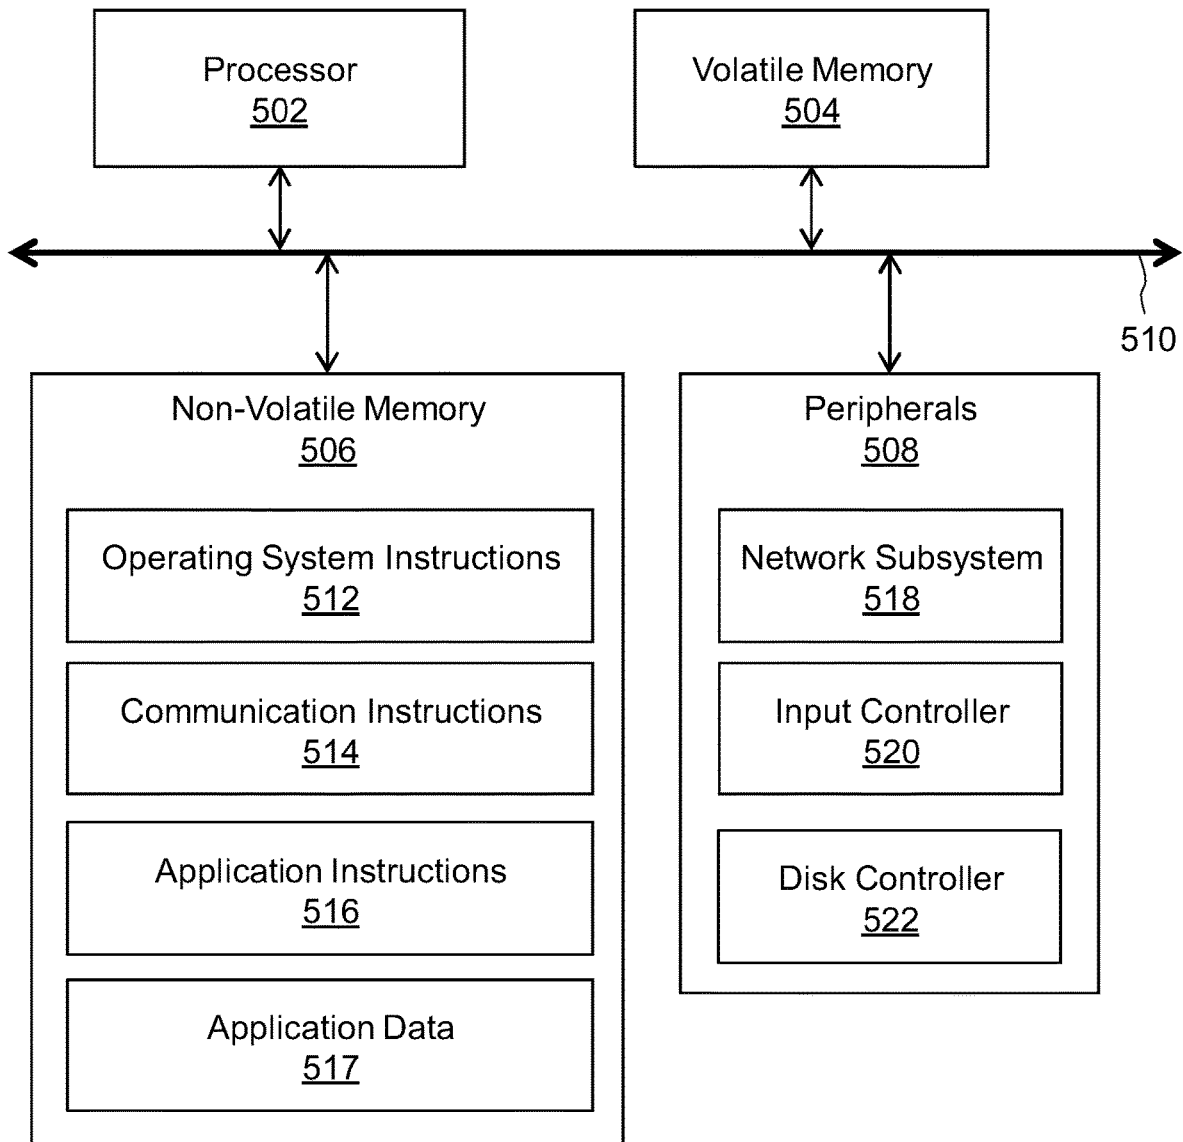 Processor
502
Volatile Memory
504
510
Non-Volatile Memory
506
Operating System Instructions
512
Communication Instructions
514
Application Instructions
516
Application Data
517
Peripherals
508
Network Subsystem
518
Input Controller
520
Disk Controller
522